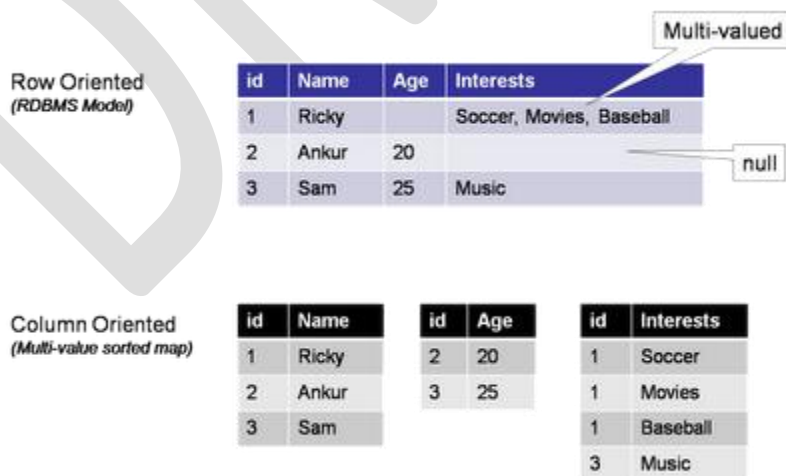 Multi-valued
Row Oriented
(RDBMS Model)
id Name Age Interests
1 Ricky Soccer, Movies, Baseball
2 Ankur 20
null
3 Sam 25 Music
Column Oriented
(Multi-value sorted map)
id Name
1 Ricky
2 Ankur
3 Sam
id Age
2 20
3 25
id Interests
1 Soccer
1 Movies
1 Baseball
3 Music